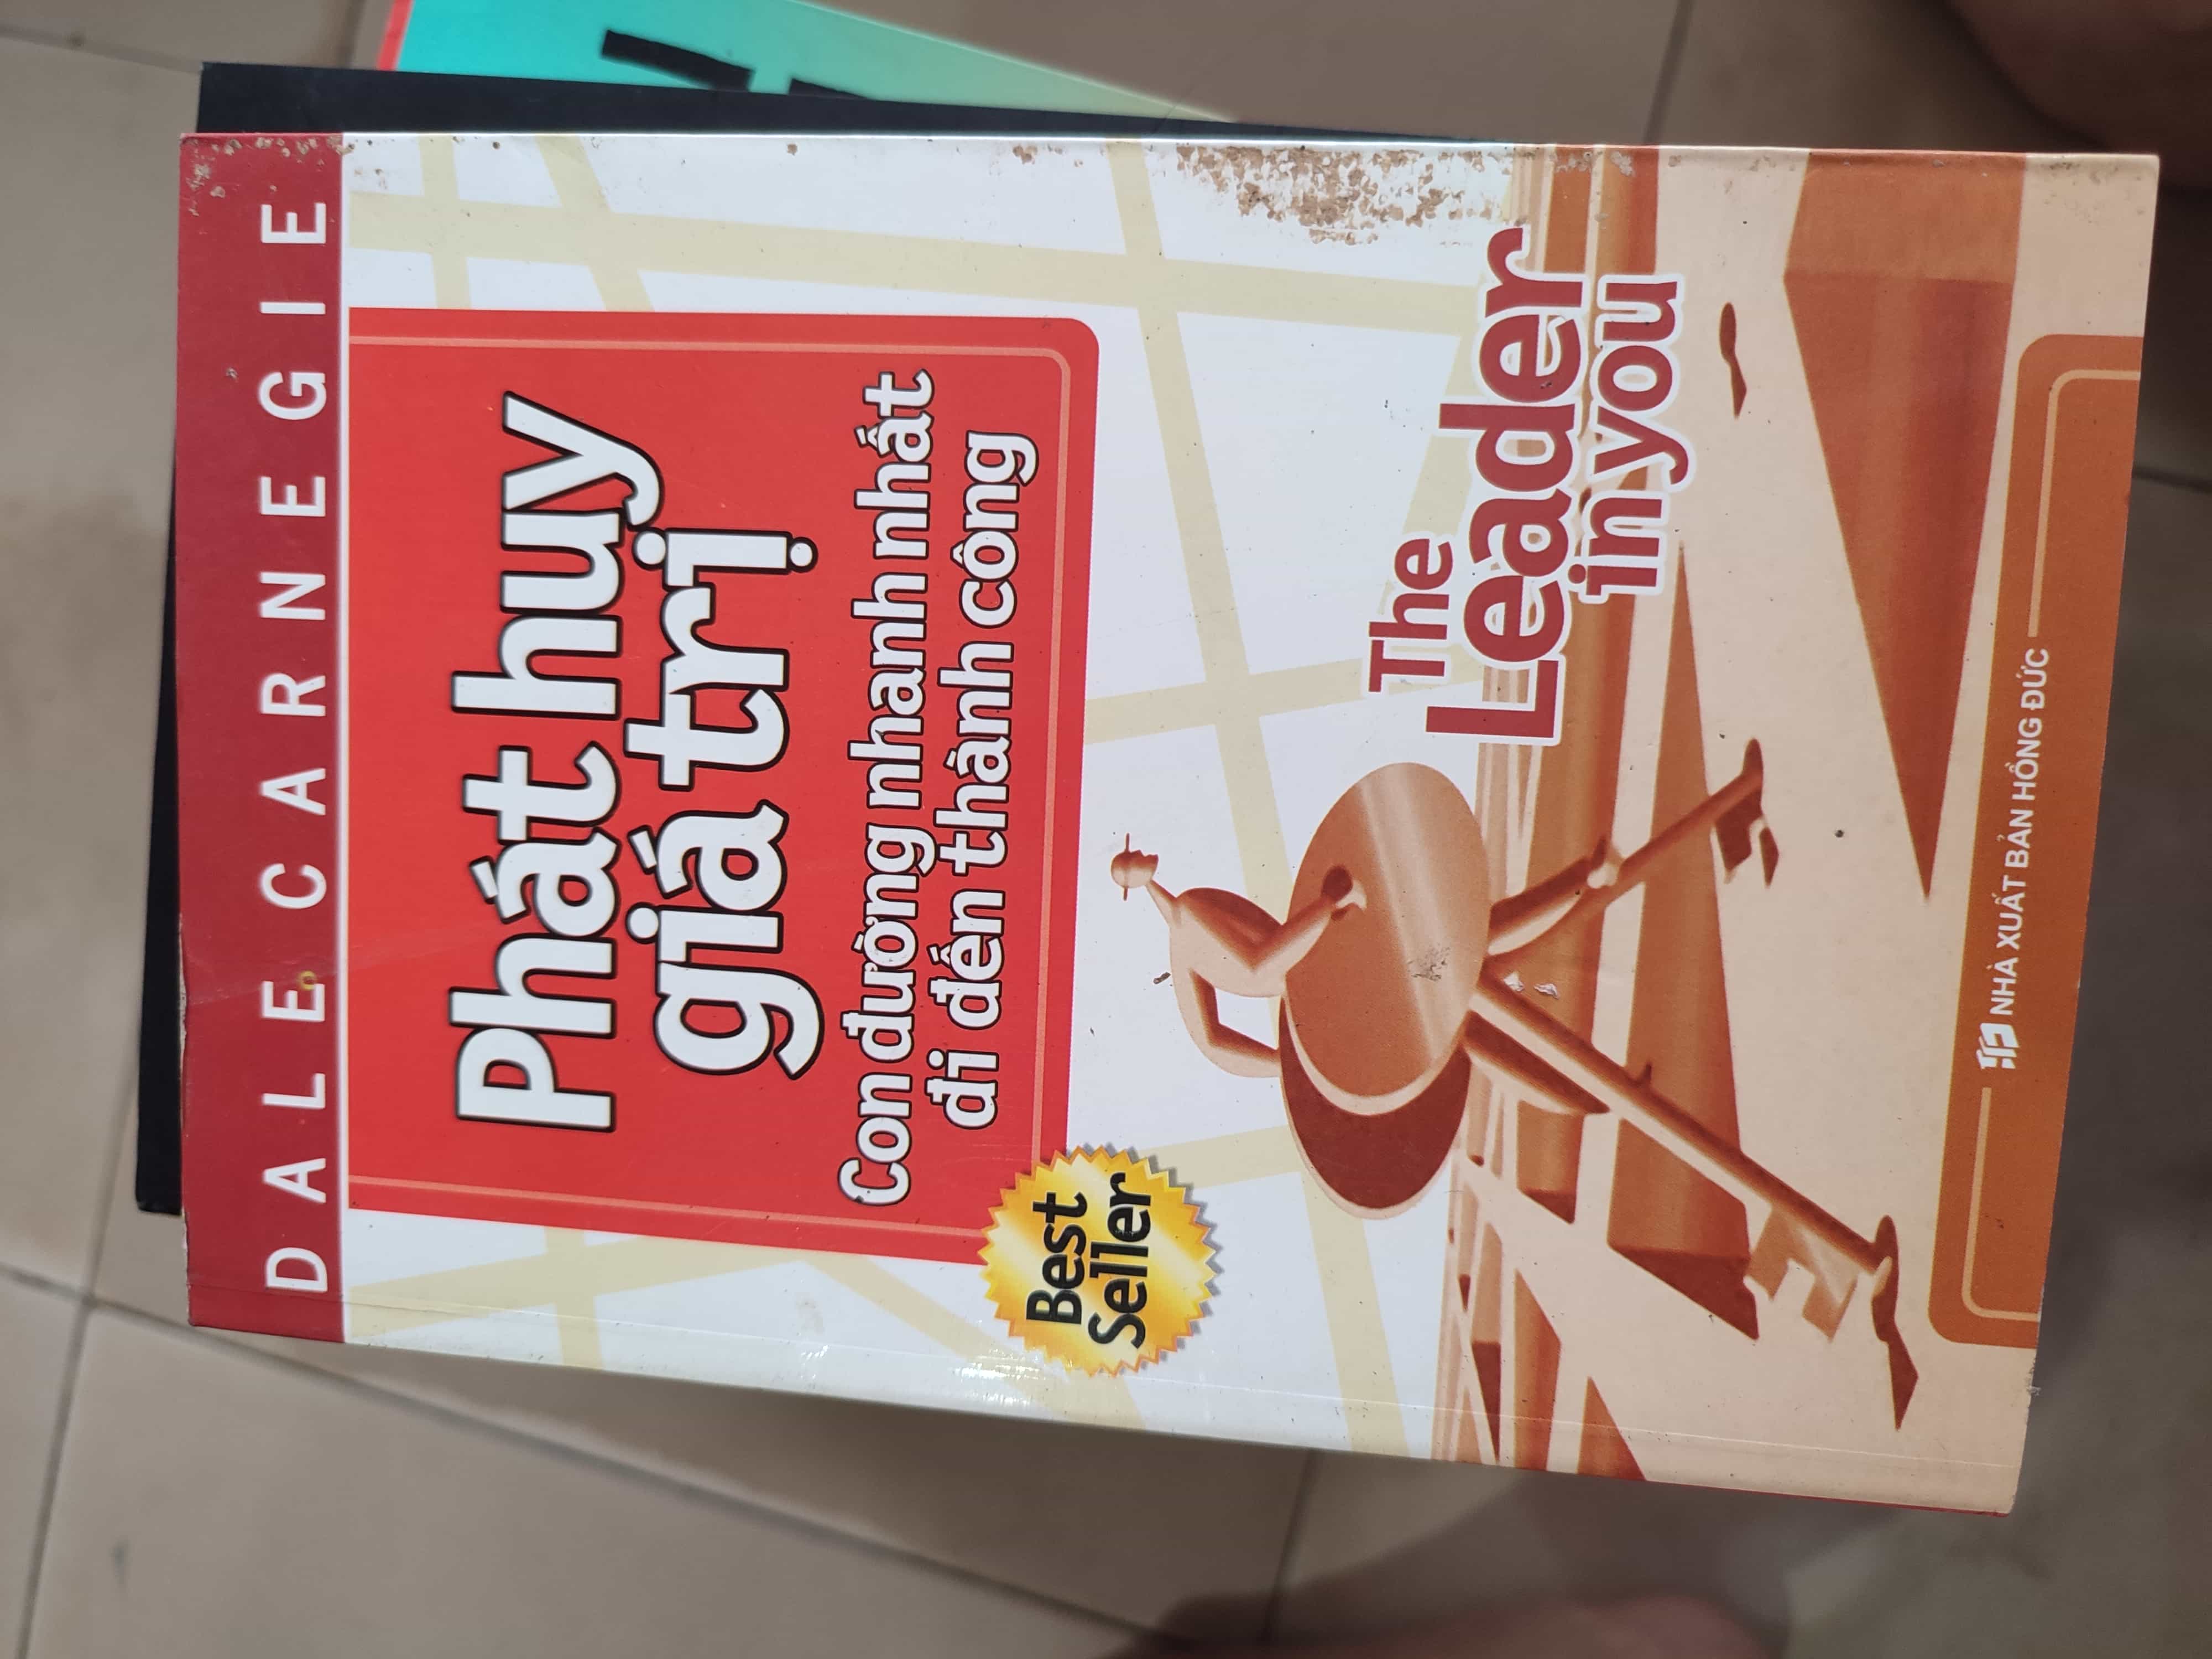 DALE CARNEGIE
Phát huy
giá trị
Con đường nhanh nhất
đi đến thành công
Best
Seller
The
Leader
in you
NHÀ XUẤT BẢN HỒNG ĐỨC